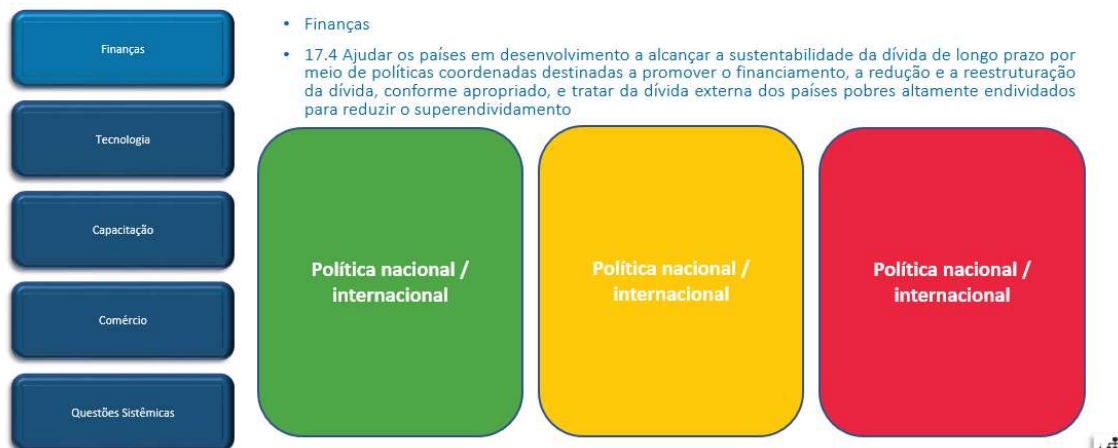 Finanças
Tecnologia
Capacitação
Comércio
Questões Sistêmicas
• Finanças
• 17.4 Ajudar os países em desenvolvimento a alcançar a sustentabilidade da dívida de longo prazo por
meio de políticas coordenadas destinadas a promover o financiamento, a redução e a reestruturação
da dívida, conforme apropriado, e tratar da dívida externa dos países pobres altamente endividados
para reduzir o superendividamento
Política nacional /
internacional
Política nacional /
internacional
Política nacional /
internacional